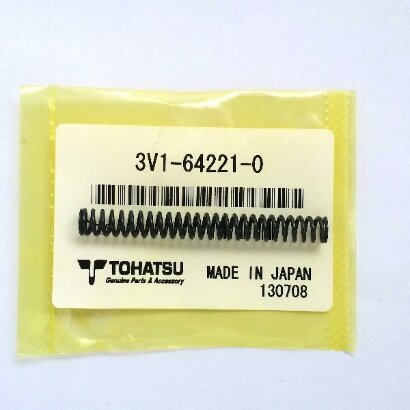 3V1-64221-0
TOHATSU
Genuine Parts & Accessory
MADE IN JAPAN
130708